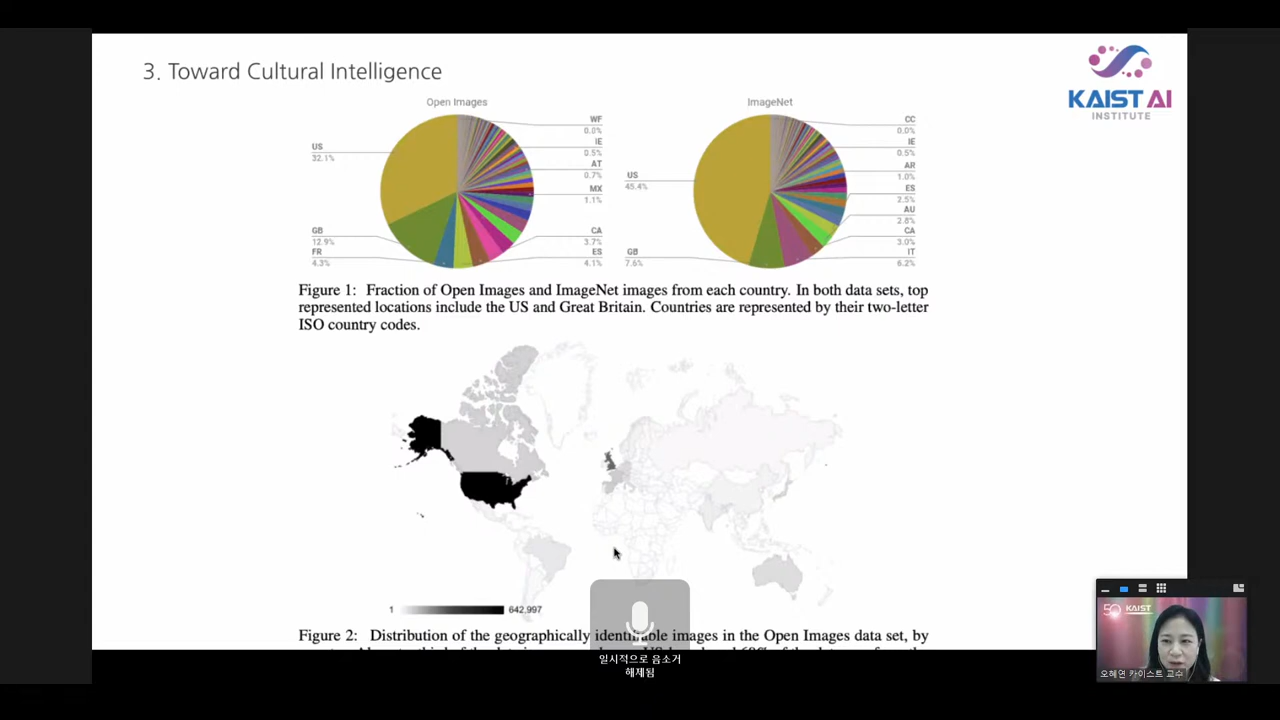 3. Toward Cultural Intelligence
KAIST AI
INSTITUTE
Open Images
US
32.1%
GB
12.9%
FR
4.3%
WF
0.0%
IE
0.5%
AT
0.7%
MX
1.1%
CA
3.7%
ES
4.1%
ImageNet
US
45.4%
GB
7.6%
CC
0.0%
IE
0.5%
AR
1.0%
ES
2.5%
AU
2.8%
CA
3.0%
IT
6.2%
Figure 1: Fraction of Open Images and ImageNet images from each country. In both data sets, top
represented locations include the US and Great Britain. Countries are represented by their two-letter
ISO country codes.
1
642,997
Figure 2: Distribution of the geographically identifiable images in the Open Images data set, by
일시적으로 음소거
해제됨
50 KAIST
오혜연 카이스트 교수